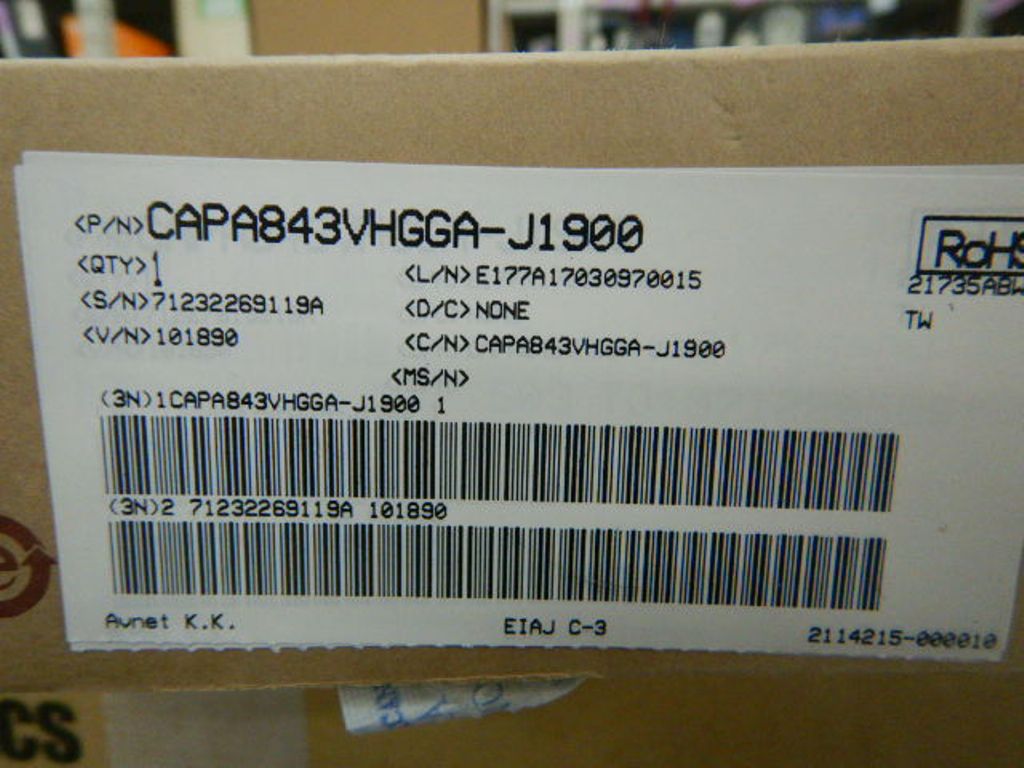 <P/N>CAPA843VHGGA-J1900
<QTY>1
<L/N>E177A17030970015
RoHS
<S/N>71232269119A
<D/C>NONE
21735ABW
<V/N>101890
<C/N>CAPA843VHGGA-J1900
TW
<MS/N>
(3N)1CAPA843VHGGA-J1900 1
(3N)2 71232269119A 101890
Avnet K.K.
EIAJ C-3
2114215-000010
CS